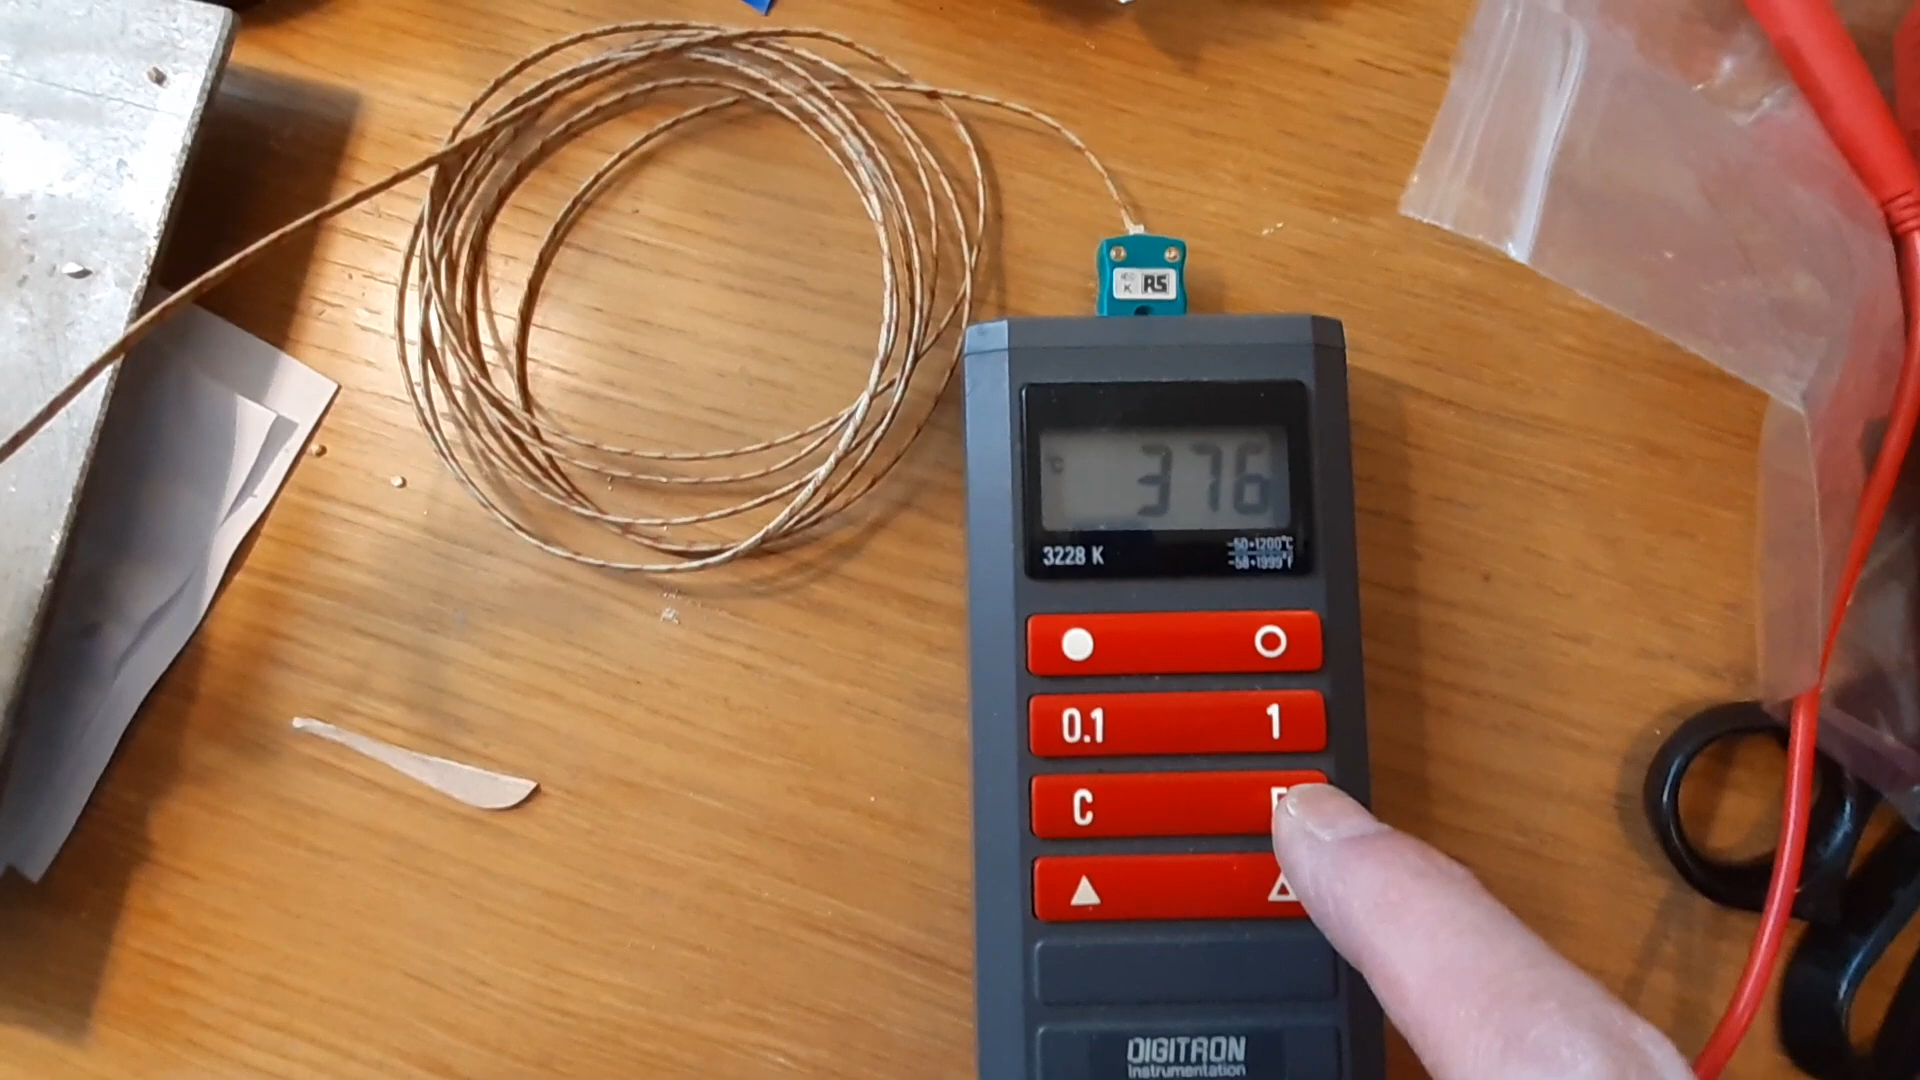 K RS
°C 376
3228 K
-50+1200°C
-58+1999°F
0.1 1
C
DIGITRON
Instrumentation